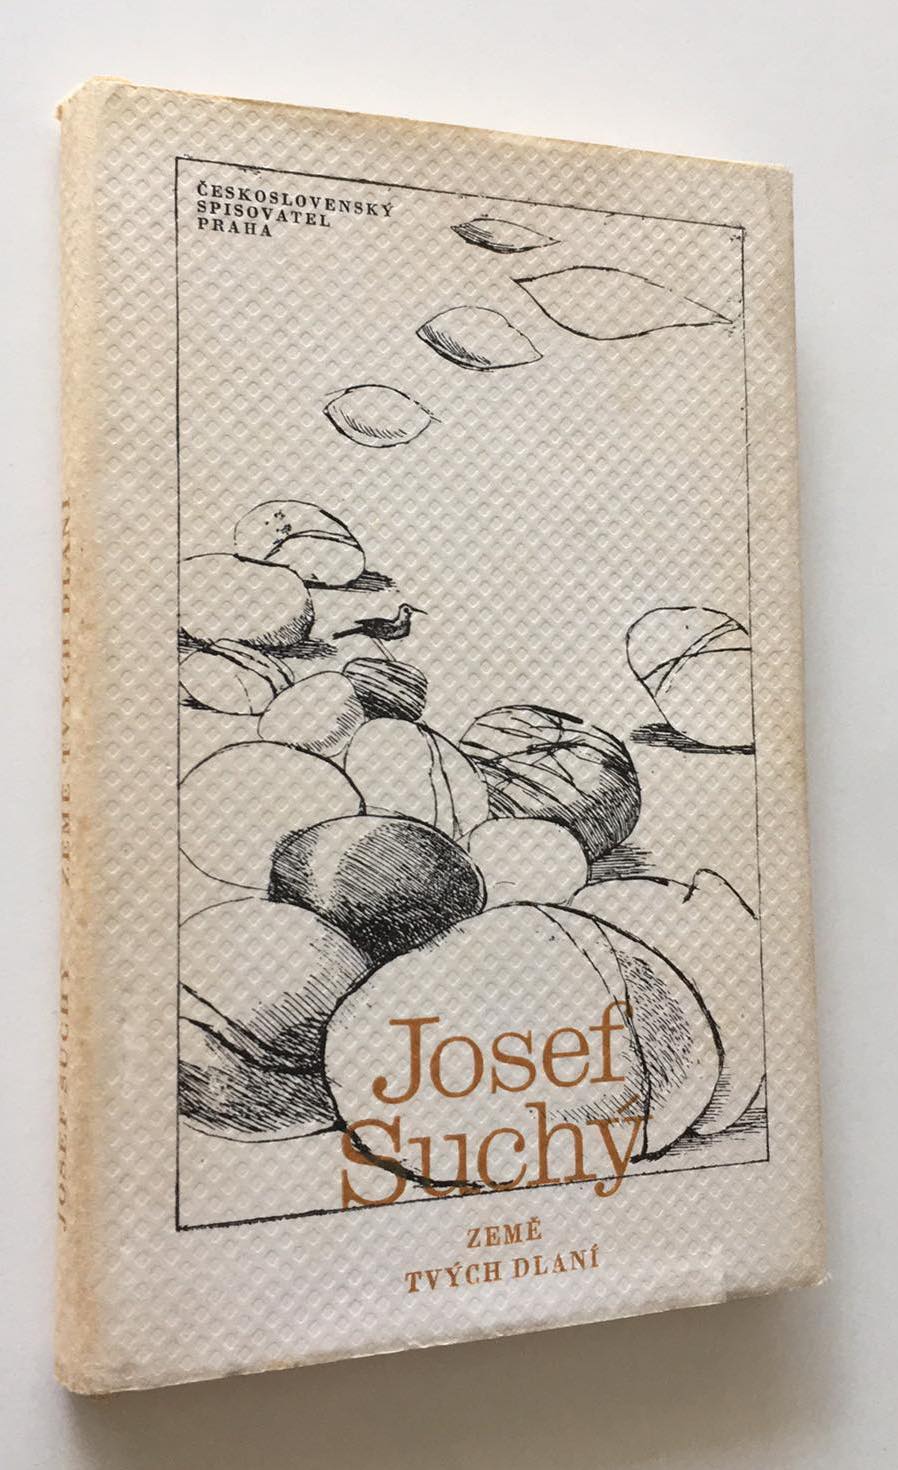 ČESKOSLOVENSKÝ
SPISOVATEL
PRAHA
Josef
Suchý
ZEMĚ
TVÝCH DLANÍ
JOSEF SUCHÝ ZEMĚ TVÝCH DLANÍ